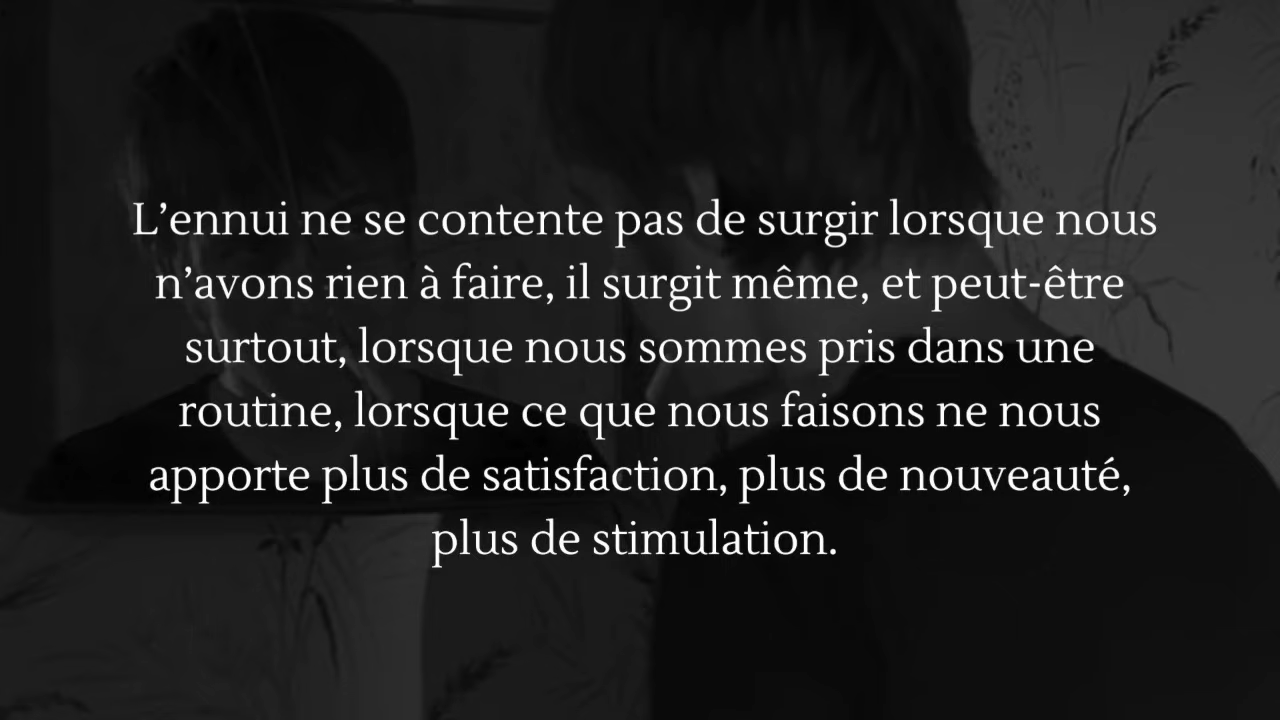 L’ennui ne se contente pas de surgir lorsque nous
n’avons rien à faire, il surgit même, et peut-être
surtout, lorsque nous sommes pris dans une
routine, lorsque ce que nous faisons ne nous
apporte plus de satisfaction, plus de nouveauté,
plus de stimulation.